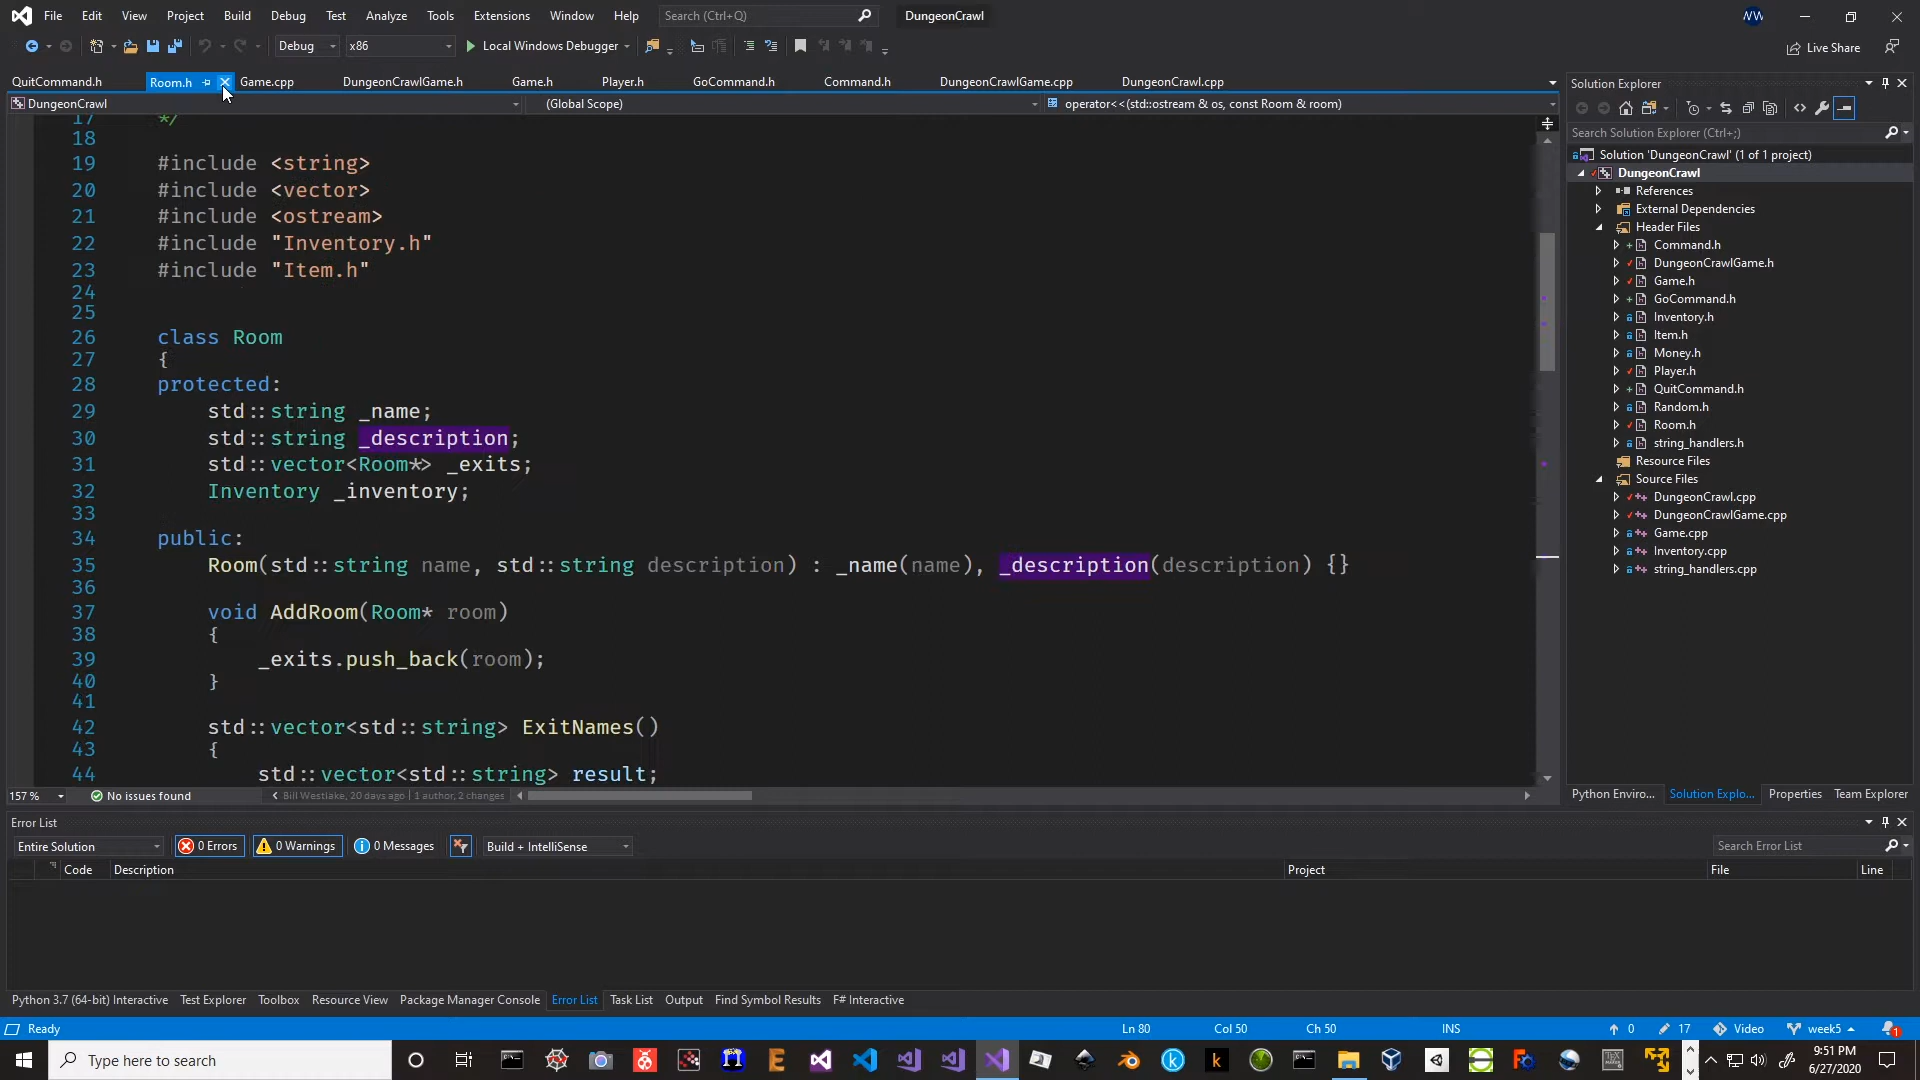 File Edit View Project Build Debug Test Analyze Tools Extensions Window Help Search (Ctrl+Q) DungeonCrawl
Debug x86 Local Windows Debugger Live Share
QuitCommand.h Room.h Game.cpp DungeonCrawlGame.h Game.h Player.h GoCommand.h Command.h DungeonCrawlGame.cpp DungeonCrawl.cpp
DungeonCrawl (Global Scope) operator<<(std::ostream & os, const Room & room)
17 */
18
19 #include <string>
20 #include <vector>
21 #include <ostream>
22 #include "Inventory.h"
23 #include "Item.h"
24
25
26 class Room
27 {
28 protected:
29 std::string _name;
30 std::string _description;
31 std::vector<Room*> _exits;
32 Inventory _inventory;
33
34 public:
35 Room(std::string name, std::string description) : _name(name), _description(description) {}
36
37 void AddRoom(Room* room)
38 {
39 _exits.push_back(room);
40 }
41
42 std::vector<std::string> ExitNames()
43 {
44 std::vector<std::string> result;
157 % No issues found Bill Westlake, 20 days ago | 1 author, 2 changes
Solution Explorer
Search Solution Explorer (Ctrl+;)
Solution 'DungeonCrawl' (1 of 1 project)
DungeonCrawl
References
External Dependencies
Header Files
Command.h
DungeonCrawlGame.h
Game.h
GoCommand.h
Inventory.h
Item.h
Money.h
Player.h
QuitCommand.h
Random.h
Room.h
string_handlers.h
Resource Files
Source Files
DungeonCrawl.cpp
DungeonCrawlGame.cpp
Game.cpp
Inventory.cpp
string_handlers.cpp
Python Enviro... Solution Explo... Properties Team Explorer
Error List
Entire Solution 0 Errors 0 Warnings 0 Messages Build + IntelliSense Search Error List
Code Description Project File Line
Python 3.7 (64-bit) Interactive Test Explorer Toolbox Resource View Package Manager Console Error List Task List Output Find Symbol Results F# Interactive
Ready Ln 80 Col 50 Ch 50 INS 0 17 Video week5 1
Type here to search 9:51 PM
6/27/2020